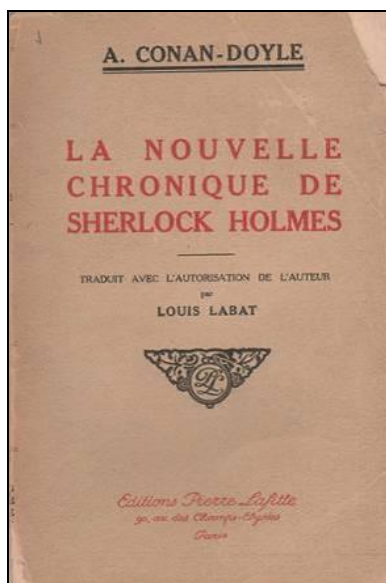 A. CONAN-DOYLE
LA NOUVELLE
CHRONIQUE DE
SHERLOCK HOLMES
TRADUIT AVEC L'AUTORISATION DE L'AUTEUR
par
LOUIS LABAT
PL
Editions Pierre Lafitte
90, av. des Champs-Elysées
Paris